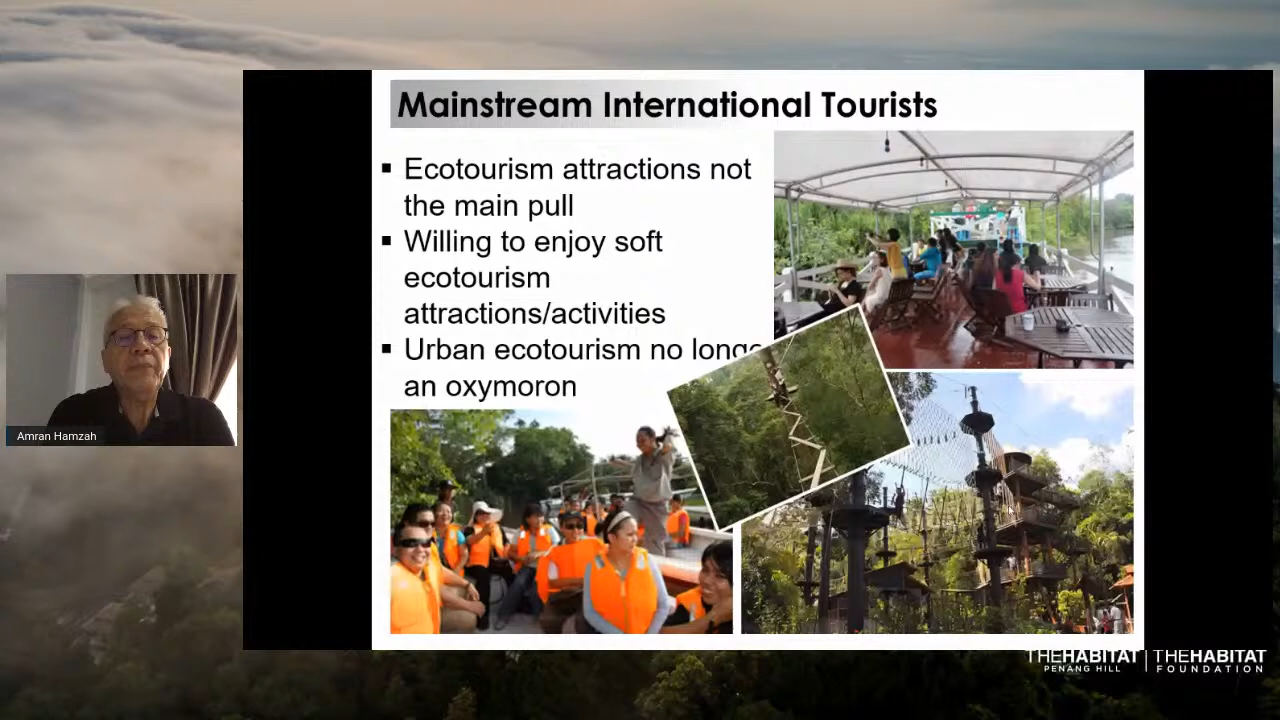 Mainstream International Tourists
▪ Ecotourism attractions not
the main pull
▪ Willing to enjoy soft
ecotourism
attractions/activities
▪ Urban ecotourism no longe
an oxymoron
Amran Hamzah
THEHABITAT
PENANG HILL
THEHABITAT
FOUNDATION